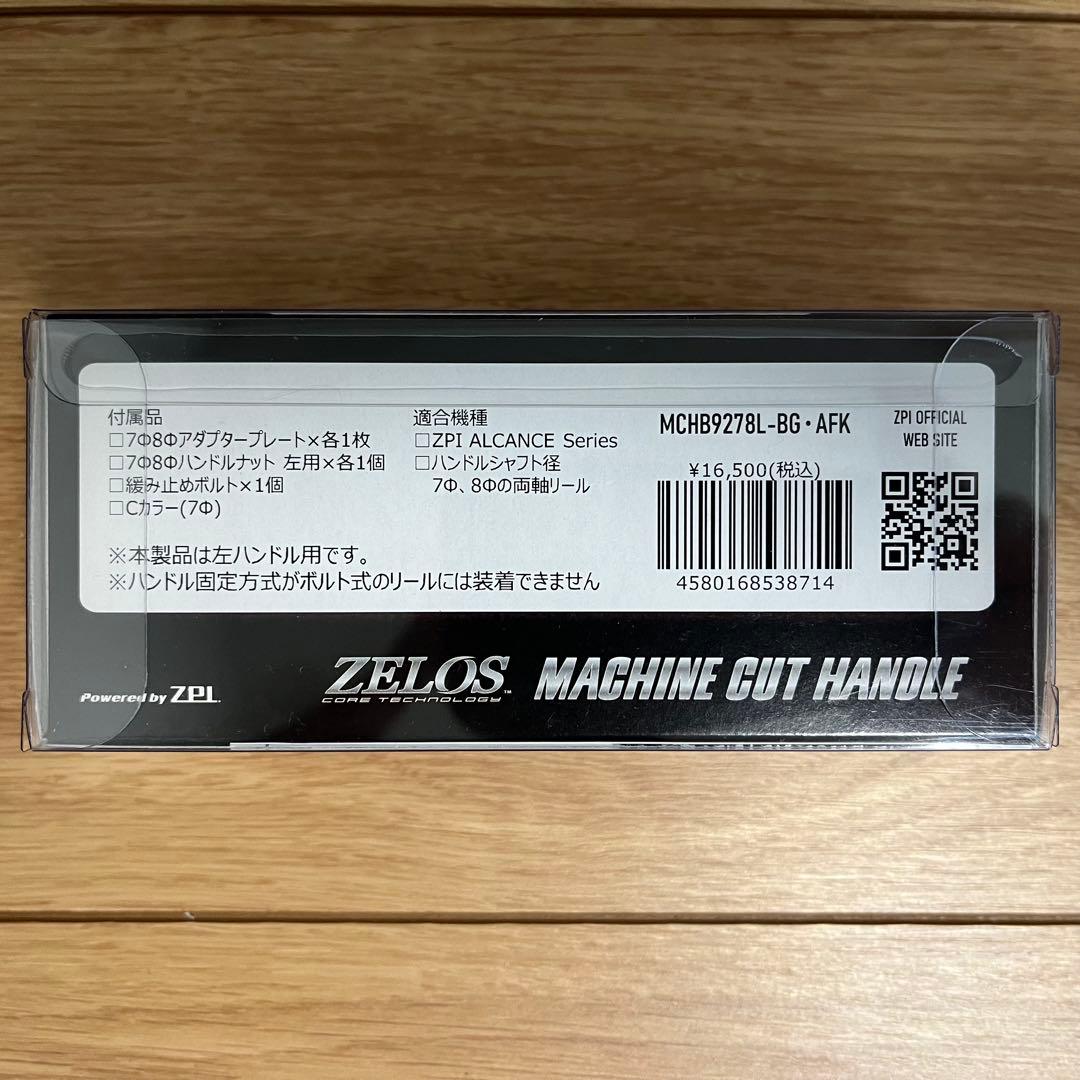 付属品
□7Φ8Φアダプタープレート×各1枚
□7Φ8Φハンドルナット 左用×各1個
□緩み止めボルト×1個
□Cカラー(7Φ)
※本製品は左ハンドル用です。
※ハンドル固定方式がボルト式のリールには装着できません
適合機種
□ZPI ALCANCE Series
□ハンドルシャフト径
7Φ、8Φの両軸リール
MCHB9278L-BG・AFK
¥16,500(税込)
4580168538714
ZPI OFFICIAL
WEB SITE
Powered by ZPI.
ZELOS™
CORE TECHNOLOGY
MACHINE CUT HANDLE